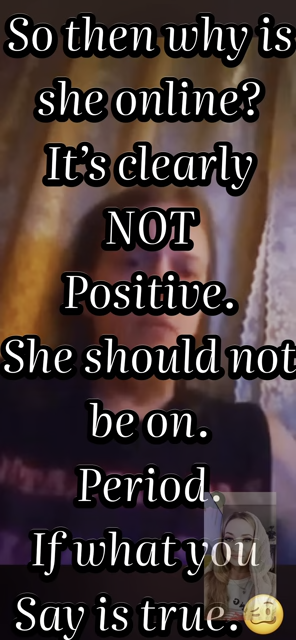 So then why is
she online?
It’s clearly
NOT
Positive.
She should not
be on.
Period.
If what you
Say is true.